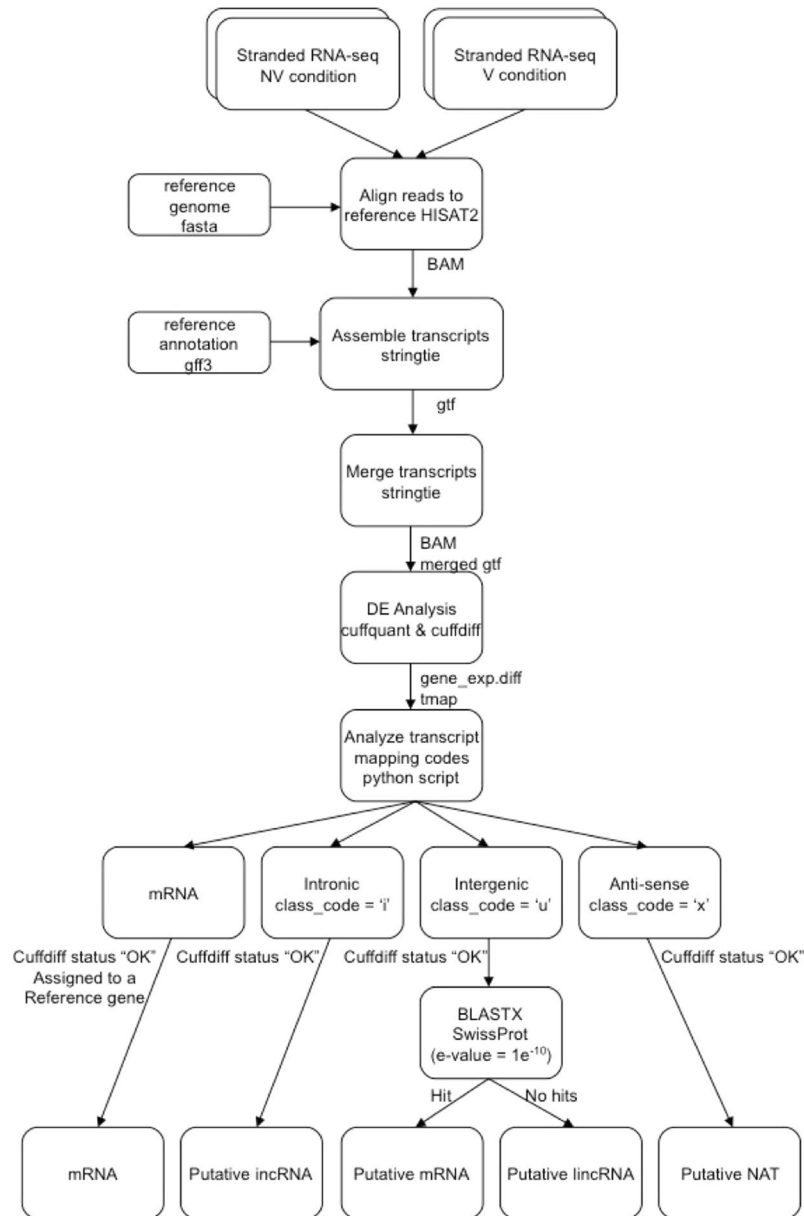 Stranded RNA-seq
NV condition
Stranded RNA-seq
V condition
reference
genome
fasta
Align reads to
reference HISAT2
BAM
reference
annotation
gff3
Assemble transcripts
stringtie
gtf
Merge transcripts
stringtie
BAM
merged gtf
DE Analysis
cuffquant & cuffdiff
gene_exp.diff
tmap
Analyze transcript
mapping codes
python script
mRNA
Intronic
class_code = ‘i’
Intergenic
class_code = ‘u’
Anti-sense
class_code = ‘x’
Cuffdiff status “OK”
Assigned to a
Reference gene
Cuffdiff status “OK”
Cuffdiff status “OK”
Cuffdiff status “OK”
BLASTX
SwissProt
(e-value = 1e-10)
Hit
No hits
mRNA
Putative incRNA
Putative mRNA
Putative lincRNA
Putative NAT